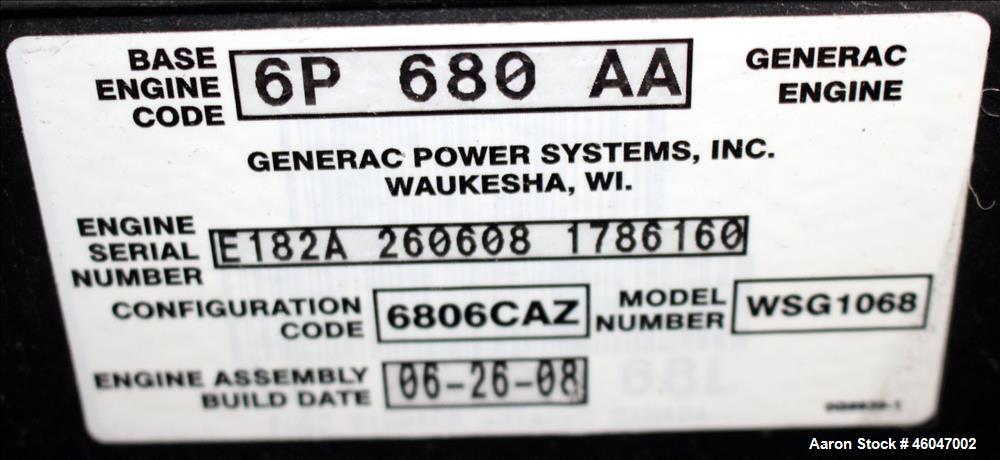 BASE ENGINE CODE 6P 680 AA
GENERAC ENGINE
GENERAC POWER SYSTEMS, INC.
WAUKESHA, WI.
ENGINE SERIAL NUMBER E182A 260608 1786160
CONFIGURATION CODE 6806CAZ MODEL NUMBER WSG1068
ENGINE ASSEMBLY BUILD DATE 06-26-08
6.8L
Aaron Stock # 46047002